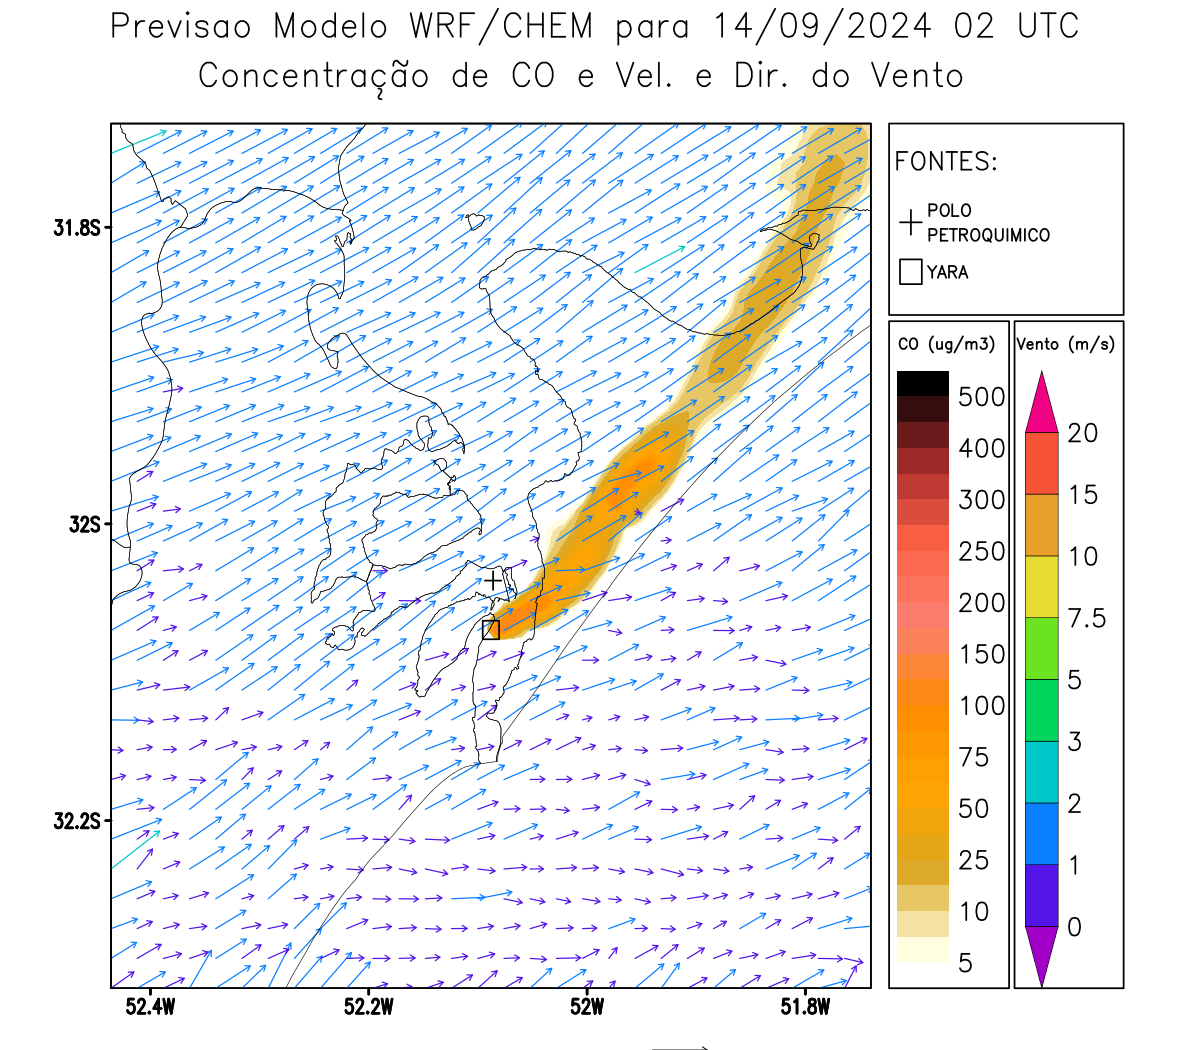 Previsao Modelo WRF/CHEM para 14/09/2024 02 UTC
Concentração de CO e Vel. e Dir. do Vento
FONTES:
POLO
PETROQUIMICO
YARA
CO (ug/m3)
500
400
300
250
200
150
100
75
50
25
10
5
Vento (m/s)
20
15
10
7.5
5
3
2
1
0
31.8S
32S
32.2S
52.4W
52.2W
52W
51.8W